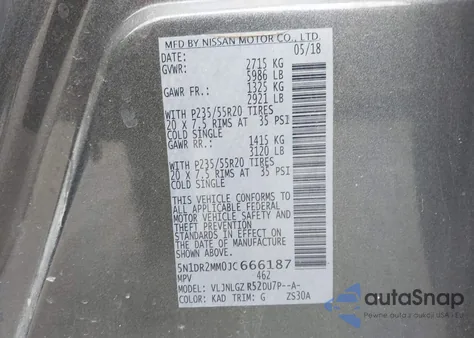 MFD BY NISSAN MOTOR CO., LTD.
DATE: 05/18
GVWR: 2715 KG
5986 LB
GAWR FR.: 1325 KG
2921 LB
WITH P235/55R20 TIRES
20 X 7.5 RIMS AT 35 PSI
COLD SINGLE
GAWR RR.: 1415 KG
3120 LB
WITH P235/55R20 TIRES
20 X 7.5 RIMS AT 35 PSI
COLD SINGLE
THIS VEHICLE CONFORMS TO
ALL APPLICABLE FEDERAL
MOTOR VEHICLE SAFETY AND
THEFT PREVENTION
STANDARDS IN EFFECT ON
THE DATE OF MANUFACTURE
SHOWN ABOVE.
5N1DR2MM0JC666187
MPV 462
MODEL: VLJNLGZ R52DU7P--A-
COLOR: KAD TRIM: G ZS30A
autoSnap
www.autosnap.com